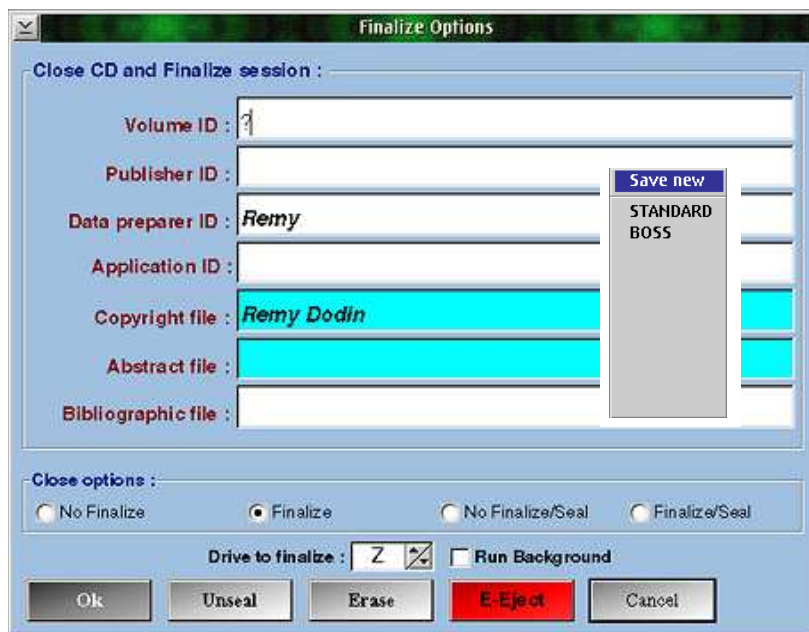 Finalize Options
Close CD and Finalize session :
Volume ID : ?
Publisher ID :
Data preparer ID : Remy
Application ID :
Copyright file : Remy Dodin
Abstract file :
Bibliographic file :
Save new
STANDARD
BOSS
Close options :
No Finalize Finalize No Finalize/Seal Finalize/Seal
Drive to finalize : Z Run Background
Ok Unseal Erase E-Eject Cancel